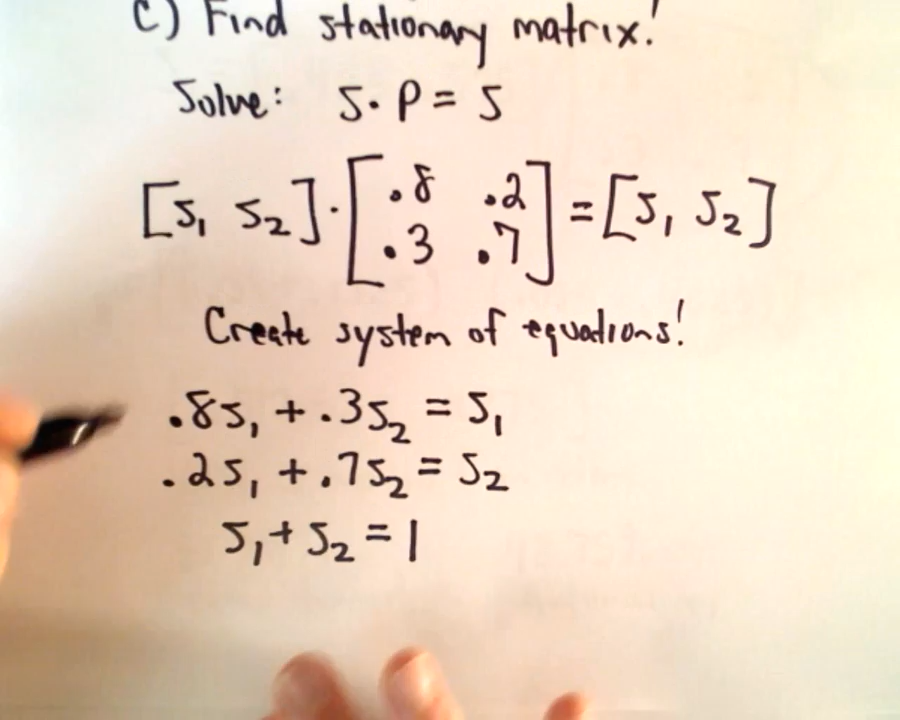 C) Find stationary matrix!
Solve: S · P = S
[S₁ S₂] · [.8 .2 / .3 .7] = [S₁ S₂]
Create system of equations!
.8S₁ + .3S₂ = S₁
.2S₁ + .7S₂ = S₂
S₁ + S₂ = 1